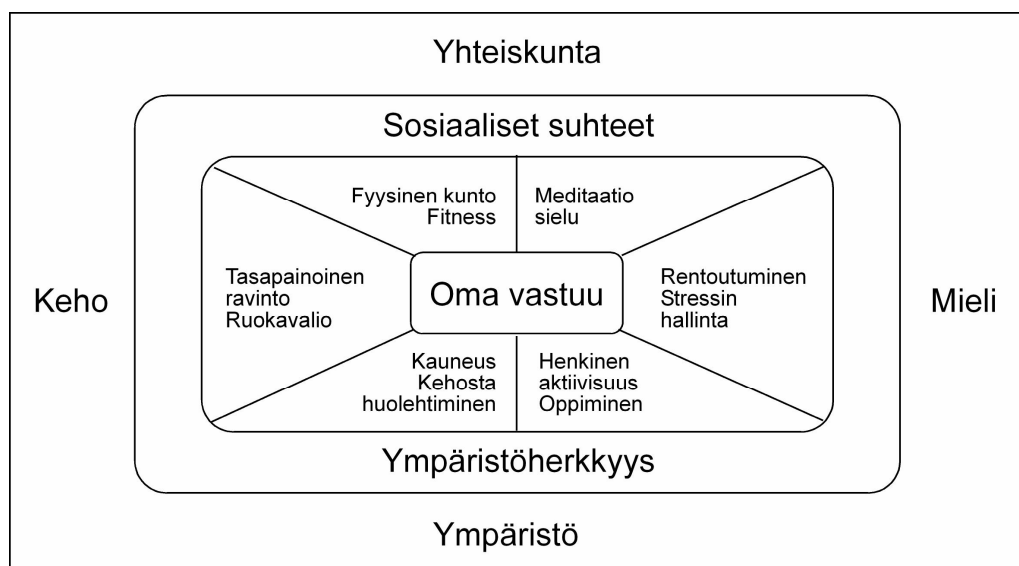 Yhteiskunta
Sosiaaliset suhteet
Fyysinen kunto
Fitness
Meditaatio
sielu
Keho
Tasapainoinen
ravinto
Ruokavalio
Oma vastuu
Rentoutuminen
Stressin
hallinta
Mieli
Kauneus
Kehosta
huolehtiminen
Henkinen
aktiivisuus
Oppiminen
Ympäristöherkkyys
Ympäristö